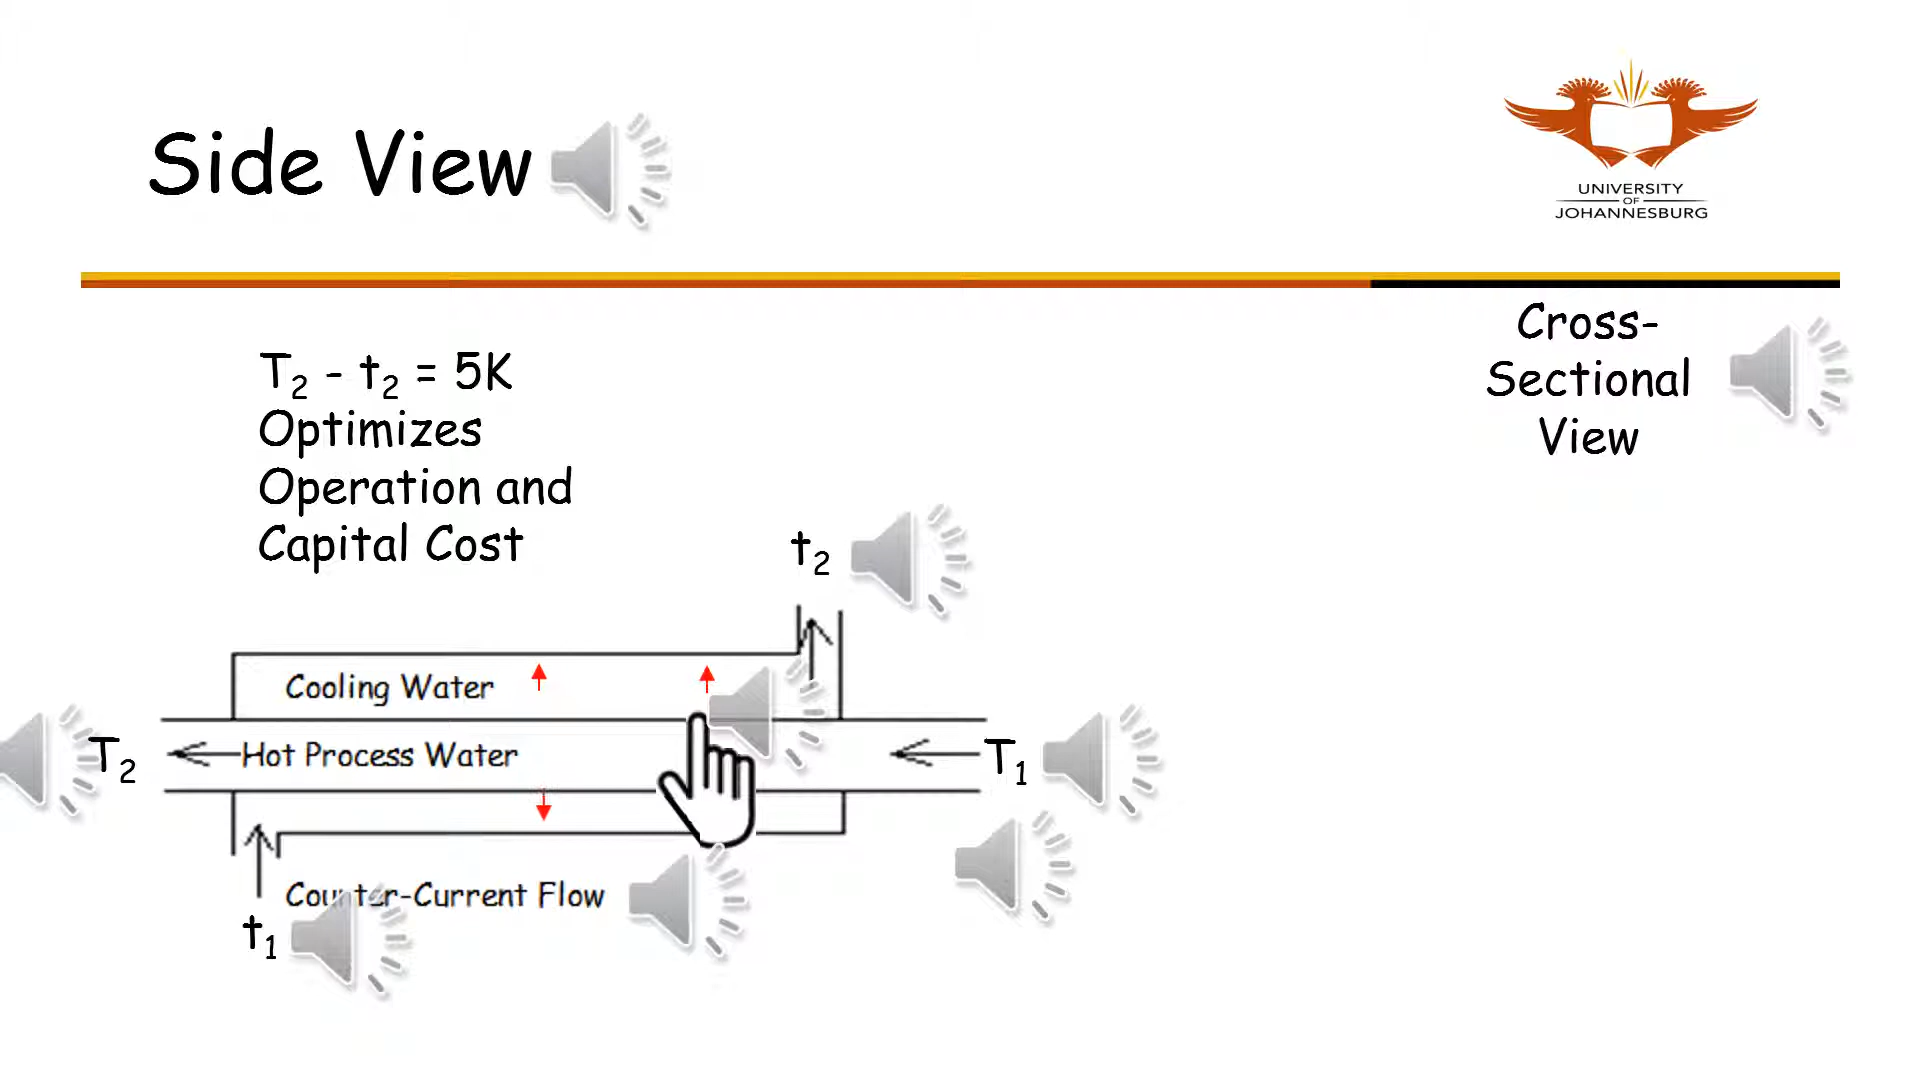 Side View
UNIVERSITY
OF
JOHANNESBURG
Cross-
Sectional
View
T₂ - t₂ = 5K
Optimizes
Operation and
Capital Cost
t₂
Cooling Water
T₂
Hot Process Water
T₁
Counter-Current Flow
t₁